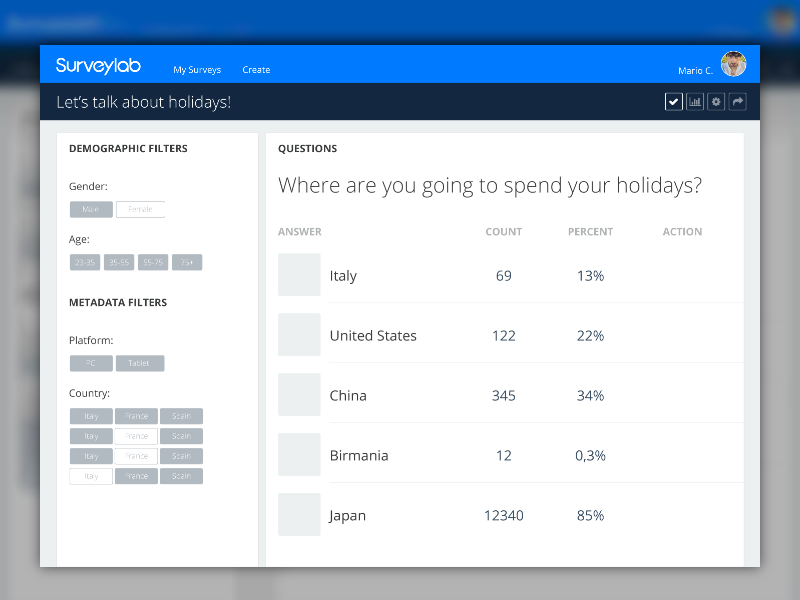 Surveylab
My Surveys
Create
Mario C.
Let's talk about holidays!
DEMOGRAPHIC FILTERS
Gender:
Male Female
Age:
23-35 35-55 55-75 75+
METADATA FILTERS
Platform:
PC Tablet
Country:
Italy France Spain
Italy France Spain
Italy France Spain
Italy France Spain
QUESTIONS
Where are you going to spend your holidays?
ANSWER COUNT PERCENT ACTION
Italy 69 13%
United States 122 22%
China 345 34%
Birmania 12 0,3%
Japan 12340 85%